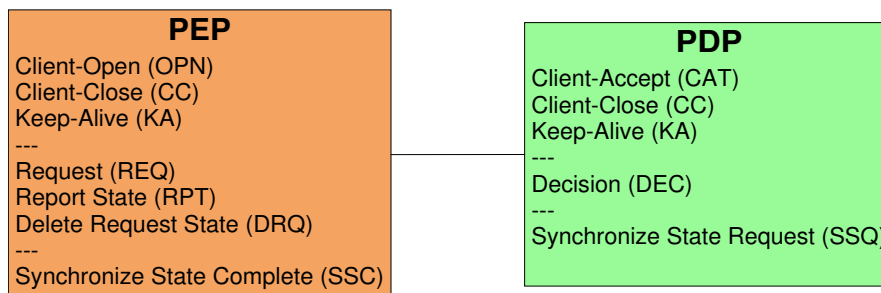 PEP
Client-Open (OPN)
Client-Close (CC)
Keep-Alive (KA)
---
Request (REQ)
Report State (RPT)
Delete Request State (DRQ)
---
Synchronize State Complete (SSC)
PDP
Client-Accept (CAT)
Client-Close (CC)
Keep-Alive (KA)
---
Decision (DEC)
---
Synchronize State Request (SSQ)